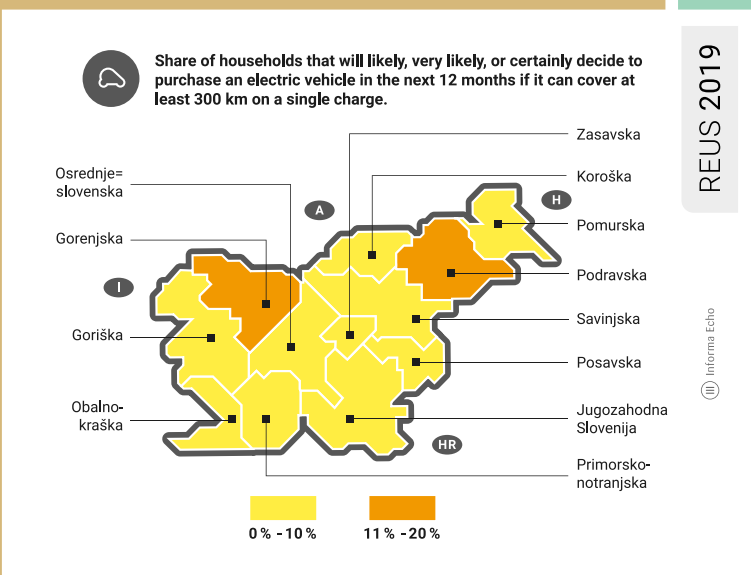 Share of households that will likely, very likely, or certainly decide to
purchase an electric vehicle in the next 12 months if it can cover at
least 300 km on a single charge.
REUS 2019
Zasavska
Osrednje=
slovenska
Koroška
A
H
Gorenjska
Pomurska
Podravska
I
Savinjska
Goriška
Posavska
Informa Echo
Obalno-
kraška
Jugozahodna
Slovenija
HR
Primorsko-
notranjska
0 % - 10 %
11 % - 20 %